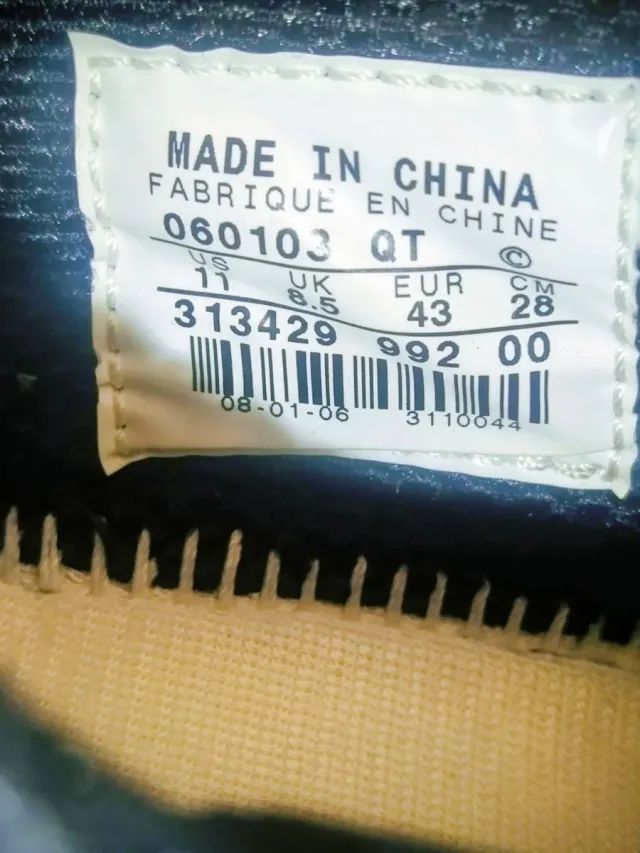 MADE IN CHINA
FABRIQUE EN CHINE
060103 QT ©
US UK EUR CM
11 8.5 43 28
313429 992 00
08-01-06 3110044